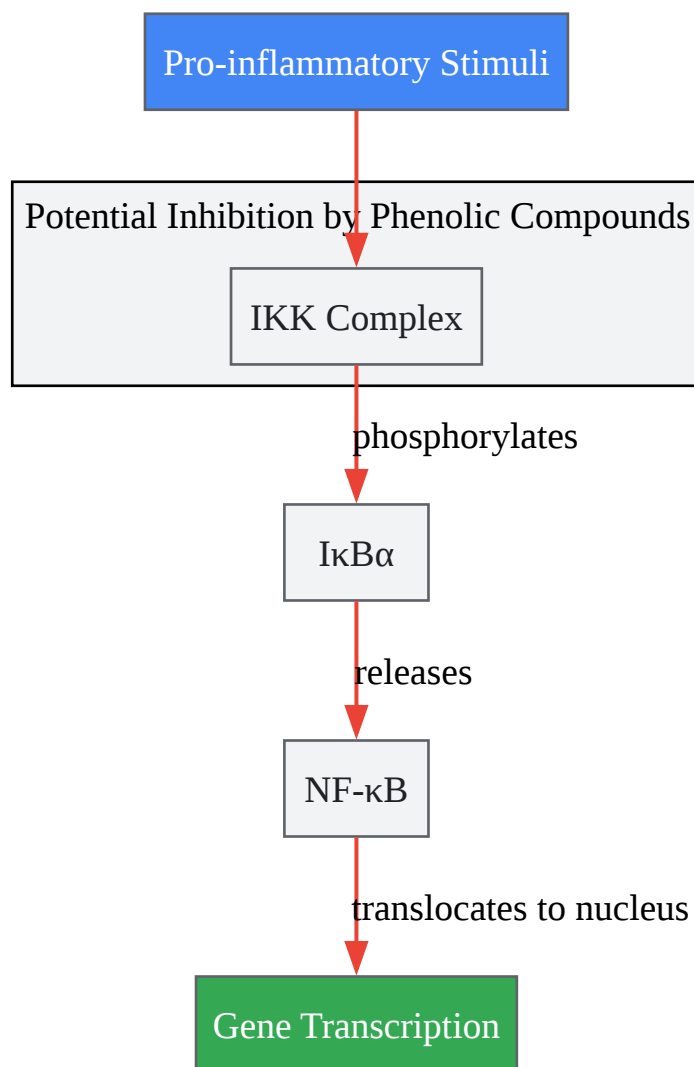 Pro-inflammatory Stimuli
Potential Inhibition by Phenolic Compounds
IKK Complex
phosphorylates
IκBα
releases
NF-κB
translocates to nucleus
Gene Transcription